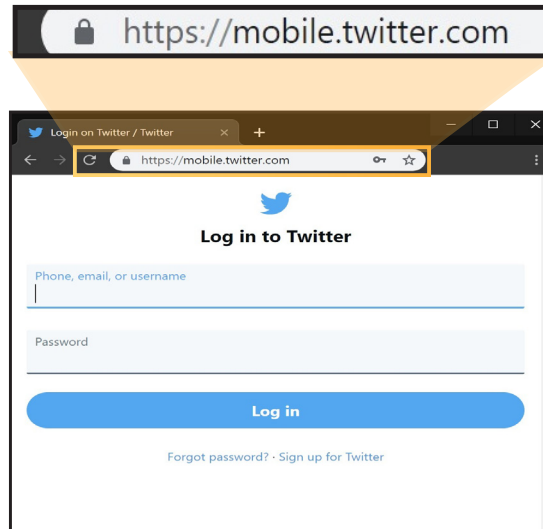 https://mobile.twitter.com
Login on Twitter / Twitter
https://mobile.twitter.com
Log in to Twitter
Phone, email, or username
Password
Log in
Forgot password? · Sign up for Twitter